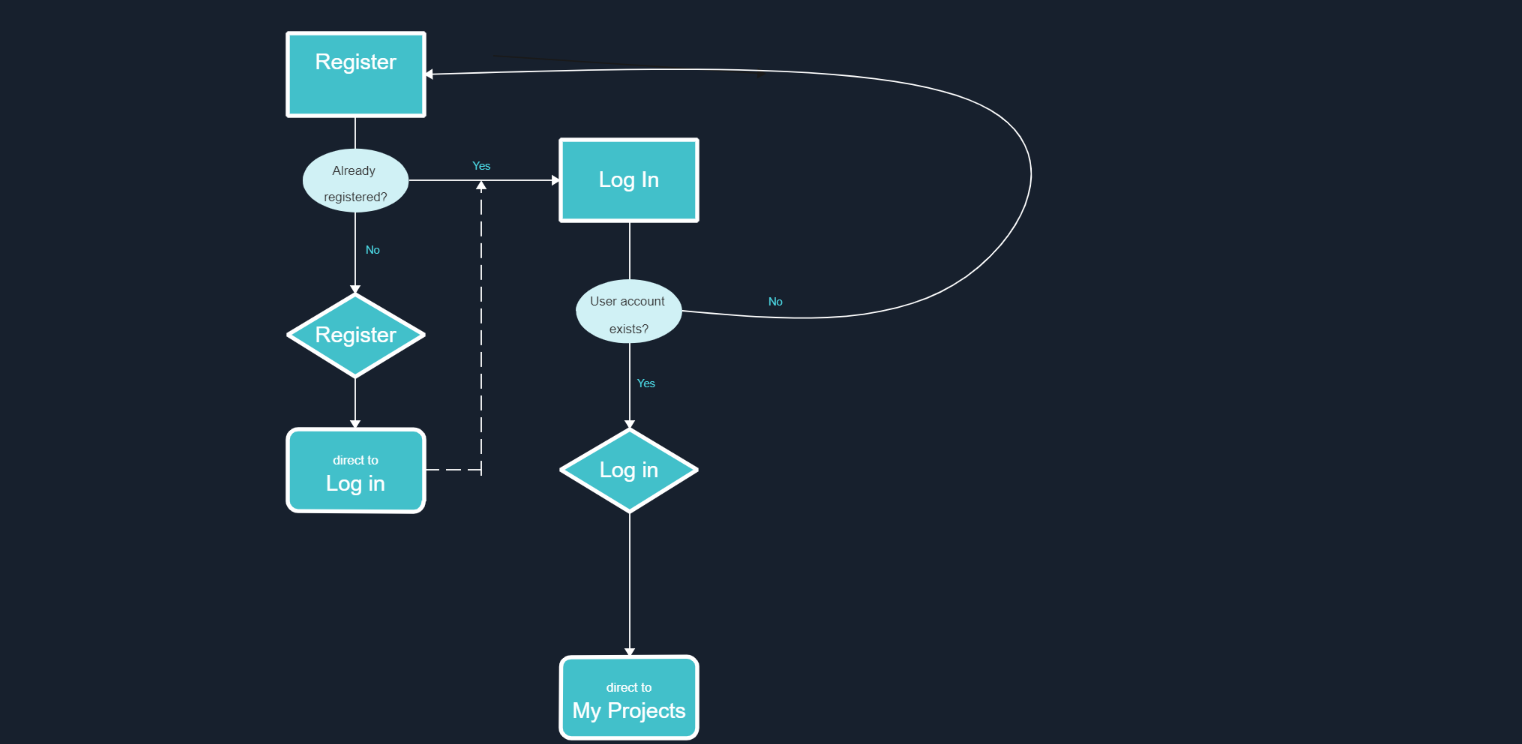 Register
Already
registered?
Yes
Log In
No
User account
exists?
No
Register
Yes
direct to
Log in
Log in
direct to
My Projects